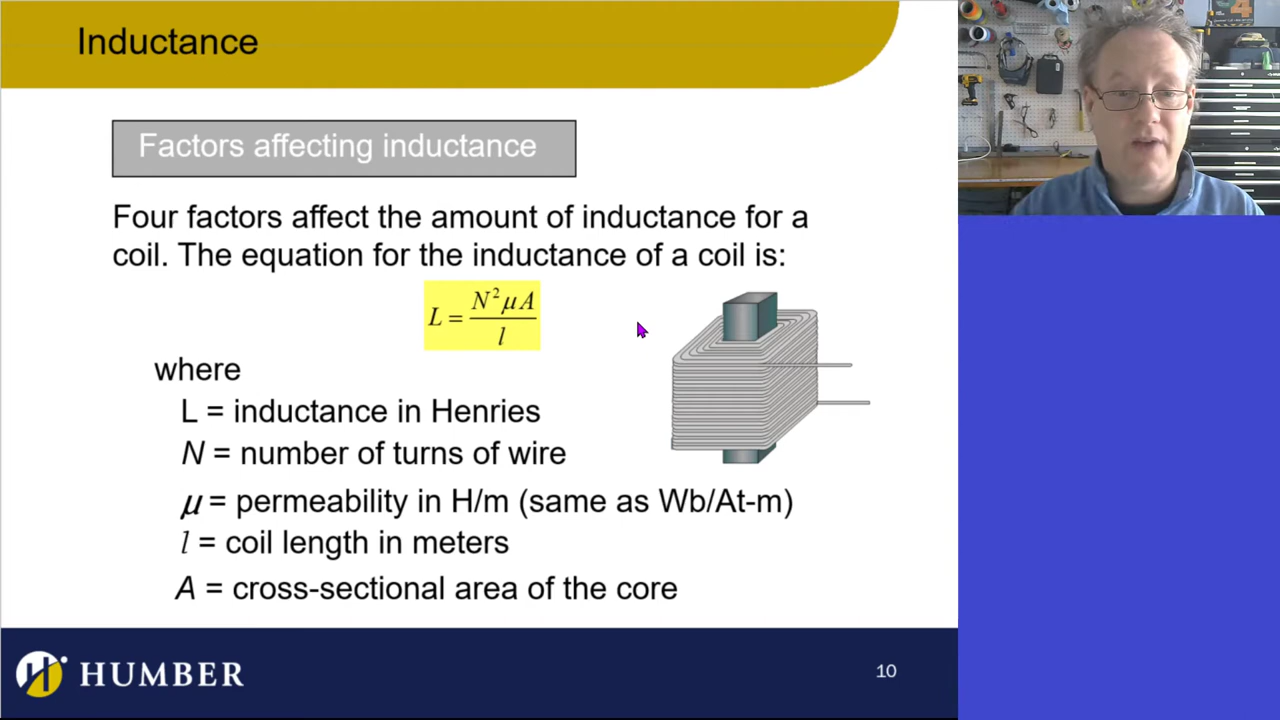 Inductance
Factors affecting inductance
Four factors affect the amount of inductance for a
coil. The equation for the inductance of a coil is:
L = N² μ A / l
where
L = inductance in Henries
N = number of turns of wire
μ = permeability in H/m (same as Wb/At-m)
l = coil length in meters
A = cross-sectional area of the core
HUMBER
10